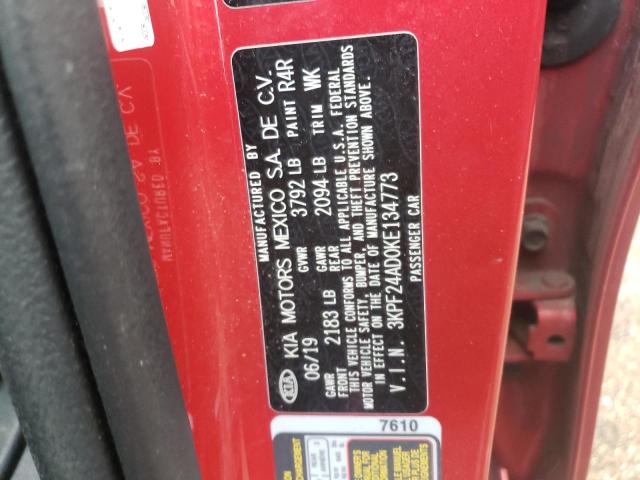 MANUFACTURED BY
KIA KIA MOTORS MEXICO S.A. DE C.V.
06/19 GVWR 3792 LB PAINT R4R
GAWR FRONT 2183 LB GAWR REAR 2094 LB TRIM WK
THIS VEHICLE CONFORMS TO ALL APPLICABLE U.S.A. FEDERAL
MOTOR VEHICLE SAFETY, BUMPER, AND THEFT PREVENTION STANDARDS
IN EFFECT ON THE DATE OF MANUFACTURE SHOWN ABOVE.
V.I.N. 3KPF24AD0KE134773
PASSENGER CAR
7610